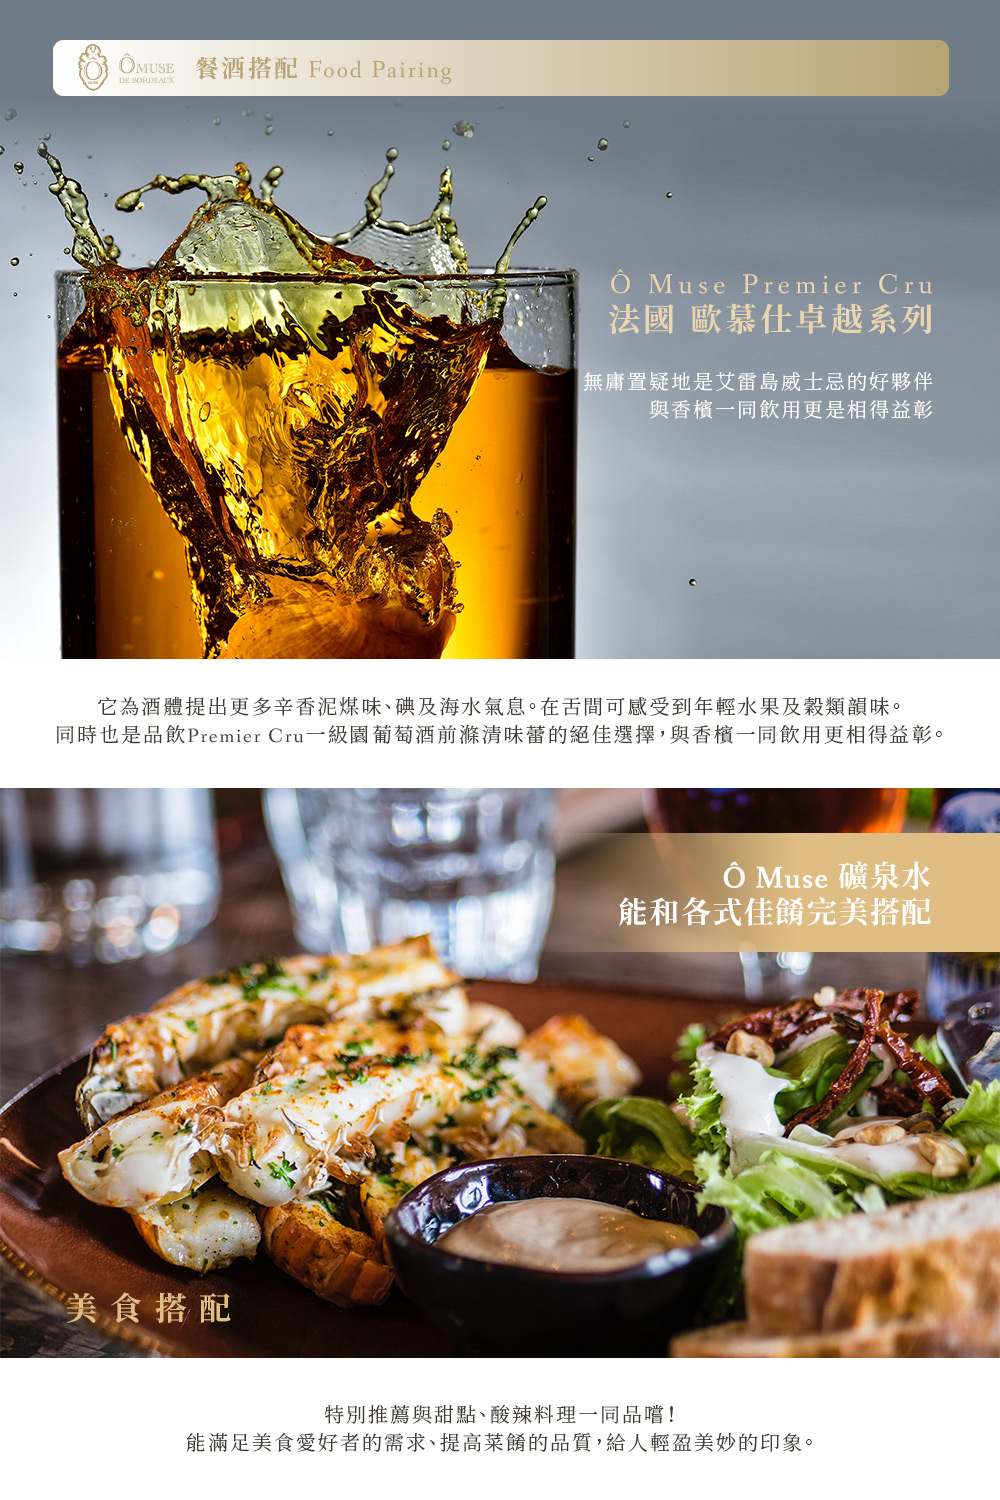 ÔMUSE
DE BORDEAUX
餐酒搭配 Food Pairing
Ô Muse Premier Cru
法國 歐慕仕卓越系列
無庸置疑地是艾雷島威士忌的好夥伴
與香檳一同飲用更是相得益彰
它為酒體提出更多辛香泥煤味、碘及海水氣息。在舌間可感受到年輕水果及穀類韻味。
同時也是品飲Premier Cru一級園葡萄酒前滌清味蕾的絕佳選擇,與香檳一同飲用更相得益彰。
Ô Muse 礦泉水
能和各式佳餚完美搭配
美食搭配
特別推薦與甜點、酸辣料理一同品嚐!
能滿足美食愛好者的需求、提高菜餚的品質,給人輕盈美妙的印象。